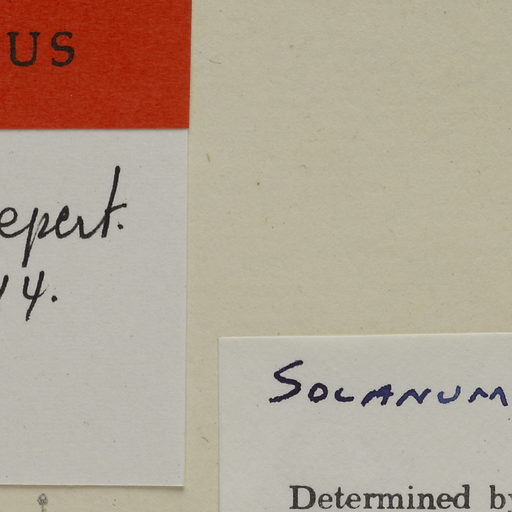 US
epert.
14.
SOLANUM
Determined by